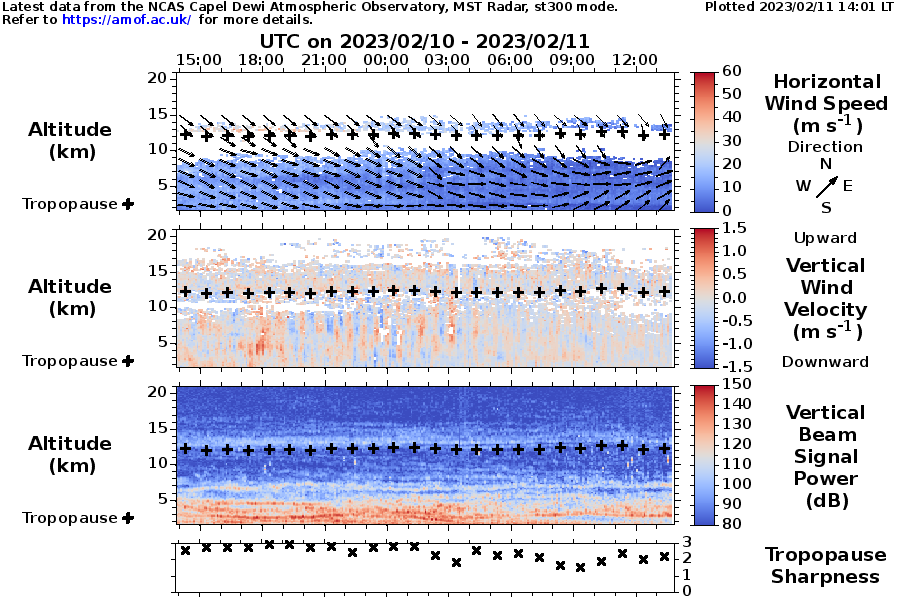 Latest data from the NCAS Capel Dewi Atmospheric Observatory, MST Radar, st300 mode.
Plotted 2023/02/11 14:01 LT
Refer to https://amof.ac.uk/ for more details.
UTC on 2023/02/10 - 2023/02/11
15:00 18:00 21:00 00:00 03:00 06:00 09:00 12:00
20
15
10
5
Altitude
(km)
Tropopause
60
50
40
30
20
10
0
Horizontal
Wind Speed
(m s-1)
Direction
N
W E
S
20
15
10
5
Altitude
(km)
Tropopause
1.5
1.0
0.5
0.0
-0.5
-1.0
-1.5
Upward
Vertical
Wind
Velocity
(m s-1)
Downward
20
15
10
5
Altitude
(km)
Tropopause
150
140
130
120
110
100
90
80
Vertical
Beam
Signal
Power
(dB)
3
2
1
0
Tropopause
Sharpness